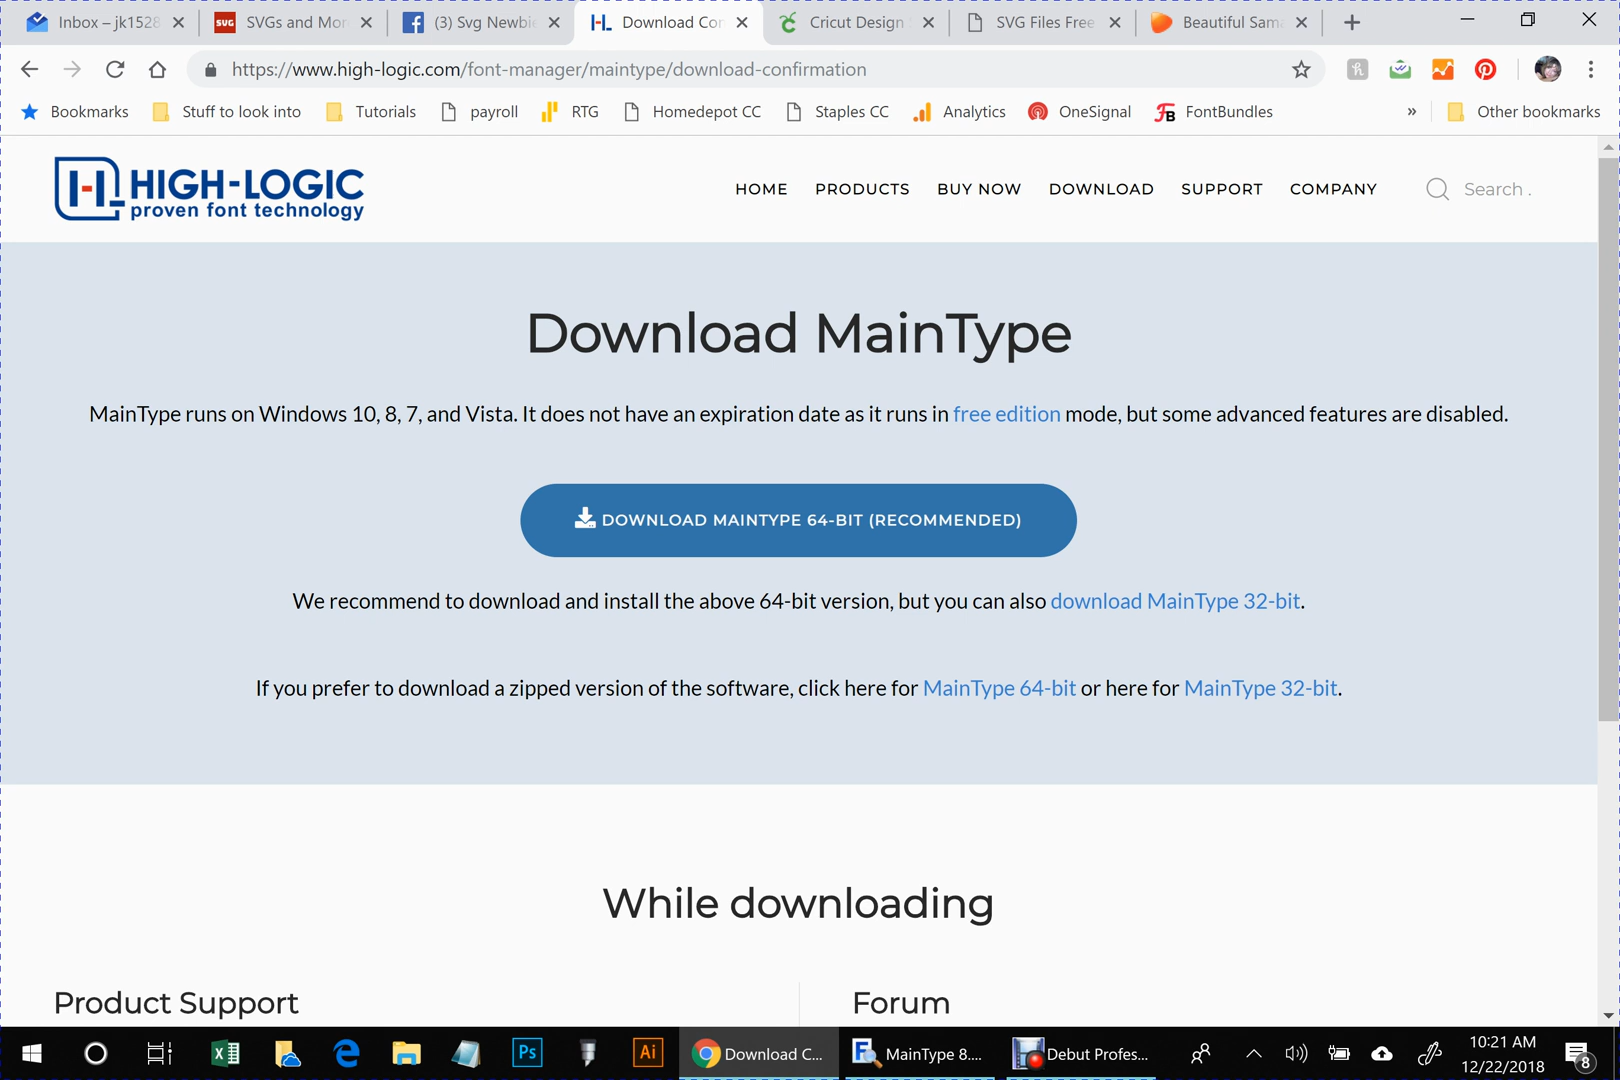 Inbox – jk1528
SVGs and Mor
(3) Svg Newbie
Download Cor
Cricut Design
SVG Files Free
Beautiful Sama
https://www.high-logic.com/font-manager/maintype/download-confirmation
Bookmarks
Stuff to look into
Tutorials
payroll
RTG
Homedepot CC
Staples CC
Analytics
OneSignal
FontBundles
»
Other bookmarks
HIGH-LOGIC
proven font technology
HOME
PRODUCTS
BUY NOW
DOWNLOAD
SUPPORT
COMPANY
Search .
Download MainType
MainType runs on Windows 10, 8, 7, and Vista. It does not have an expiration date as it runs in free edition mode, but some advanced features are disabled.
DOWNLOAD MAINTYPE 64-BIT (RECOMMENDED)
We recommend to download and install the above 64-bit version, but you can also download MainType 32-bit.
If you prefer to download a zipped version of the software, click here for MainType 64-bit or here for MainType 32-bit.
While downloading
Product Support
Forum
Ps
Ai
Download C...
MainType 8....
Debut Profes...
10:21 AM
12/22/2018
8